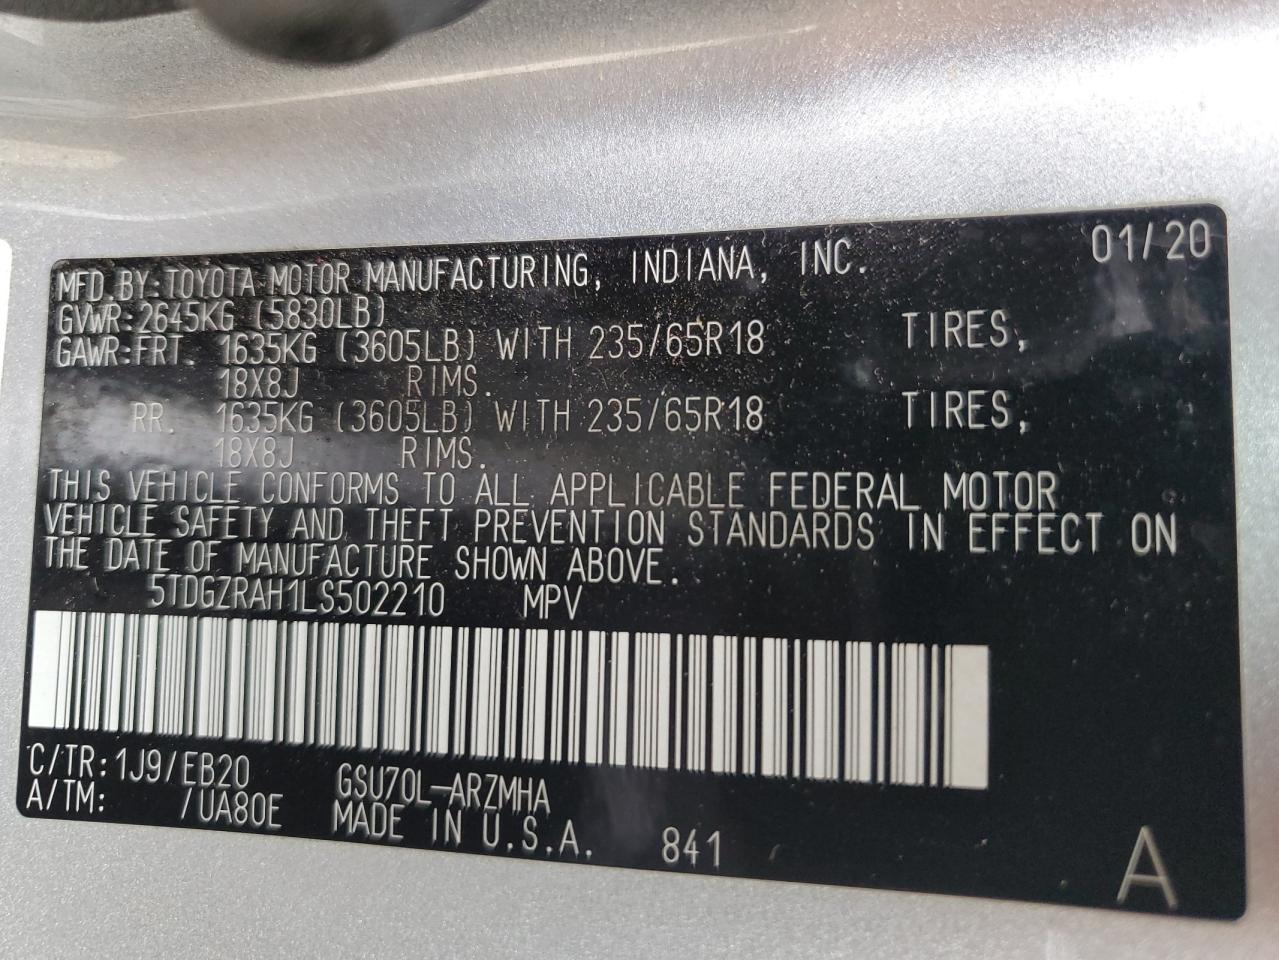 01/20
MFD.BY:TOYOTA MOTOR MANUFACTURING, INDIANA, INC.
GVWR:2645KG (5830LB)
GAWR:FRT. 1635KG (3605LB) WITH 235/65R18 TIRES,
18X8J RIMS.
RR. 1635KG (3605LB) WITH 235/65R18 TIRES,
18X8J RIMS.
THIS VEHICLE CONFORMS TO ALL APPLICABLE FEDERAL MOTOR
VEHICLE SAFETY AND THEFT PREVENTION STANDARDS IN EFFECT ON
THE DATE OF MANUFACTURE SHOWN ABOVE.
5TDGZRAH1LS502210 MPV
C/TR:1J9/EB20 GSU70L-ARZMHA
A/TM: /UA80E MADE IN U.S.A. 841
A